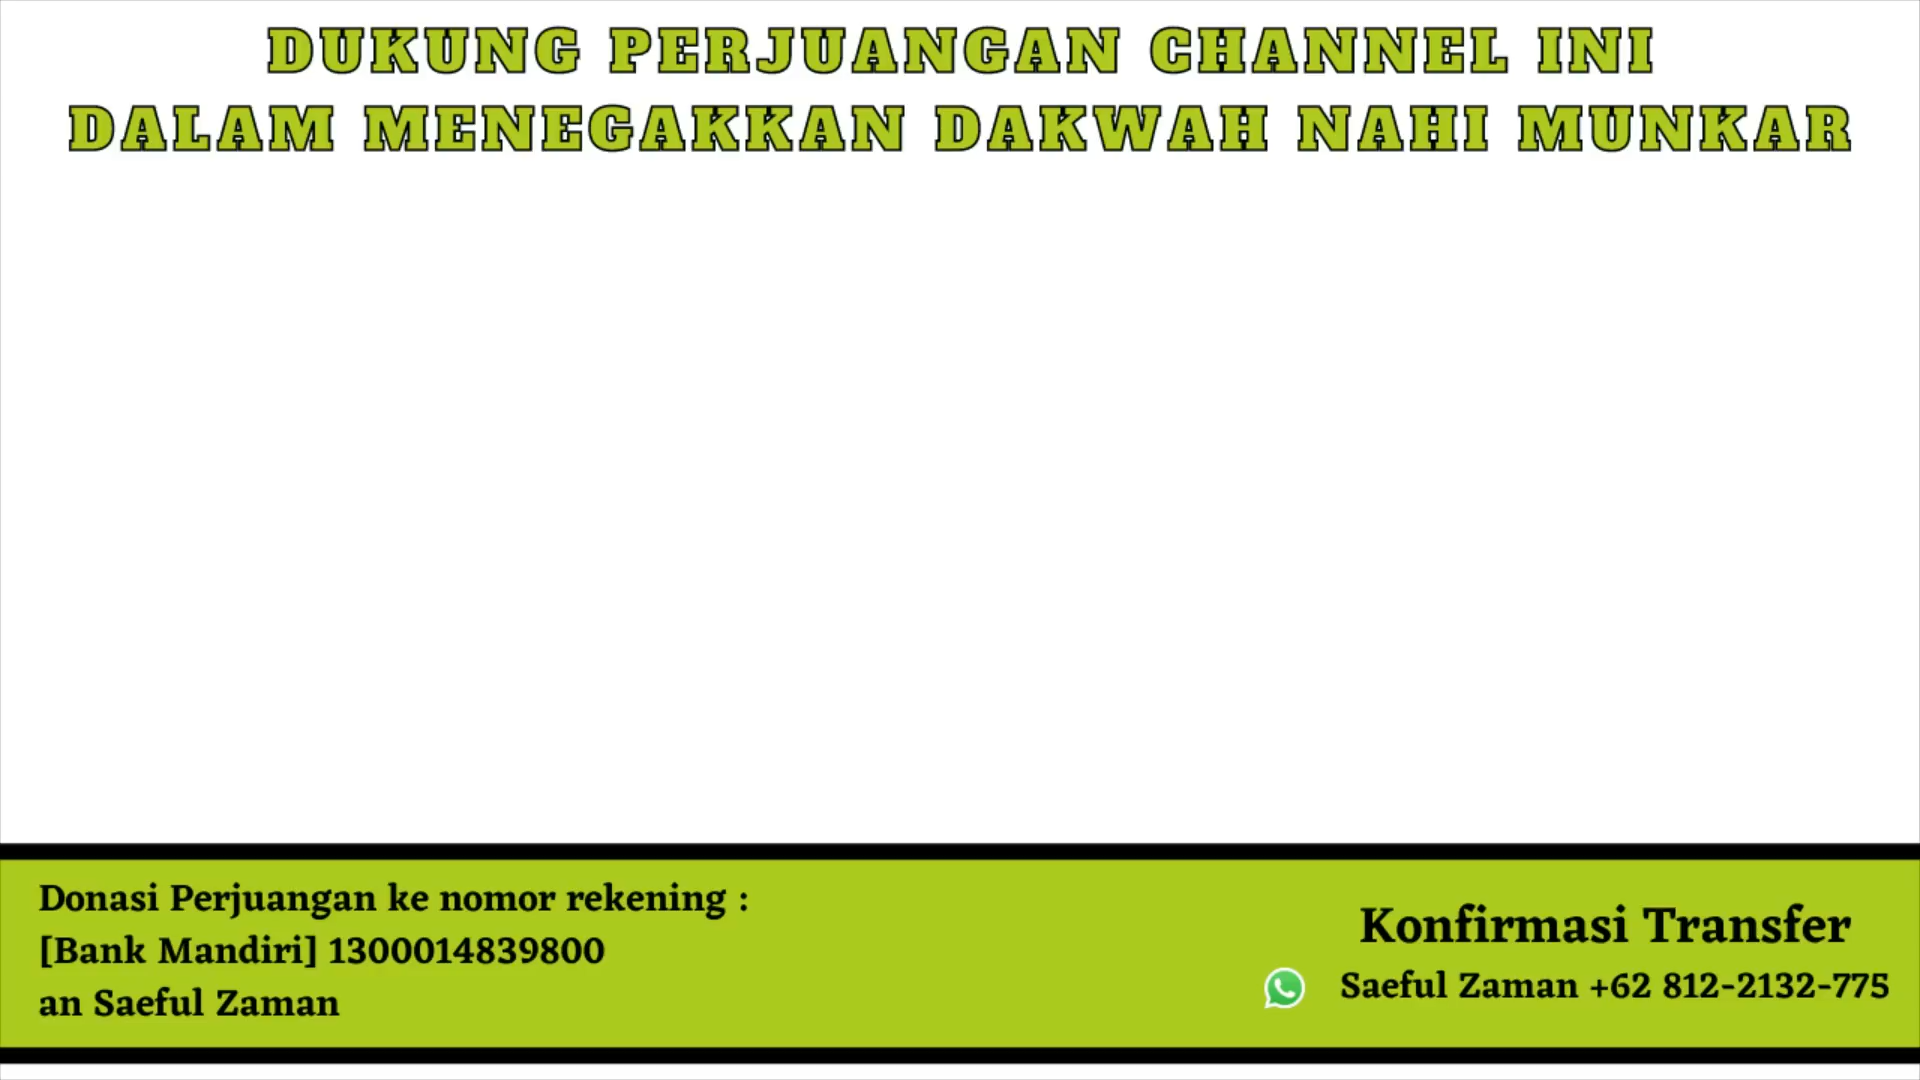 DUKUNG PERJUANGAN CHANNEL INI
DALAM MENEGAKKAN DAKWAH NAHI MUNKAR
Donasi Perjuangan ke nomor rekening :
[Bank Mandiri] 1300014839800
an Saeful Zaman
Konfirmasi Transfer
Saeful Zaman +62 812-2132-775